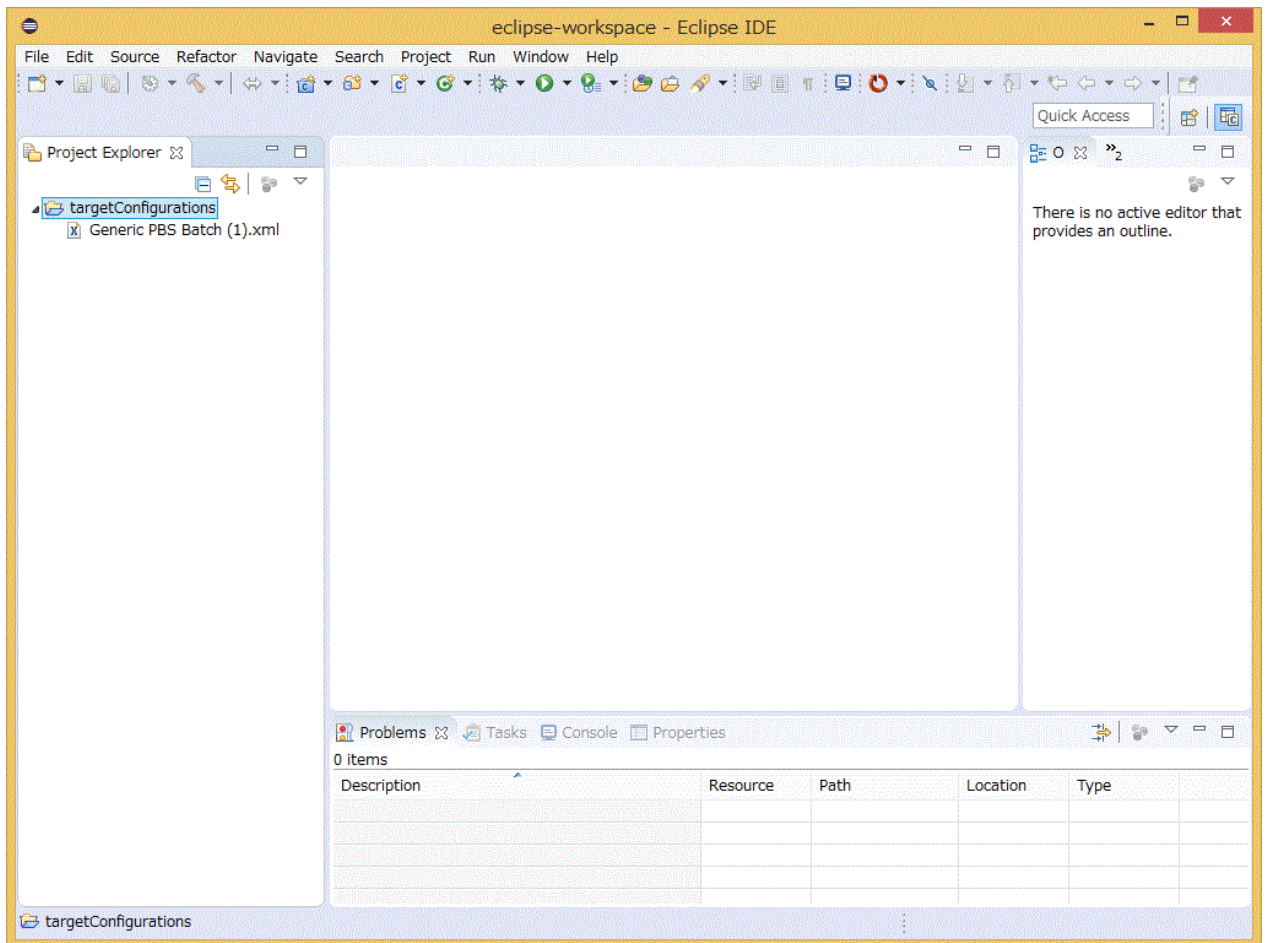 eclipse-workspace - Eclipse IDE
File Edit Source Refactor Navigate Search Project Run Window Help
Quick Access
Project Explorer
O
»2
targetConfigurations
Generic PBS Batch (1).xml
There is no active editor that
provides an outline.
Problems Tasks Console Properties
0 items
Description Resource Path Location Type
targetConfigurations